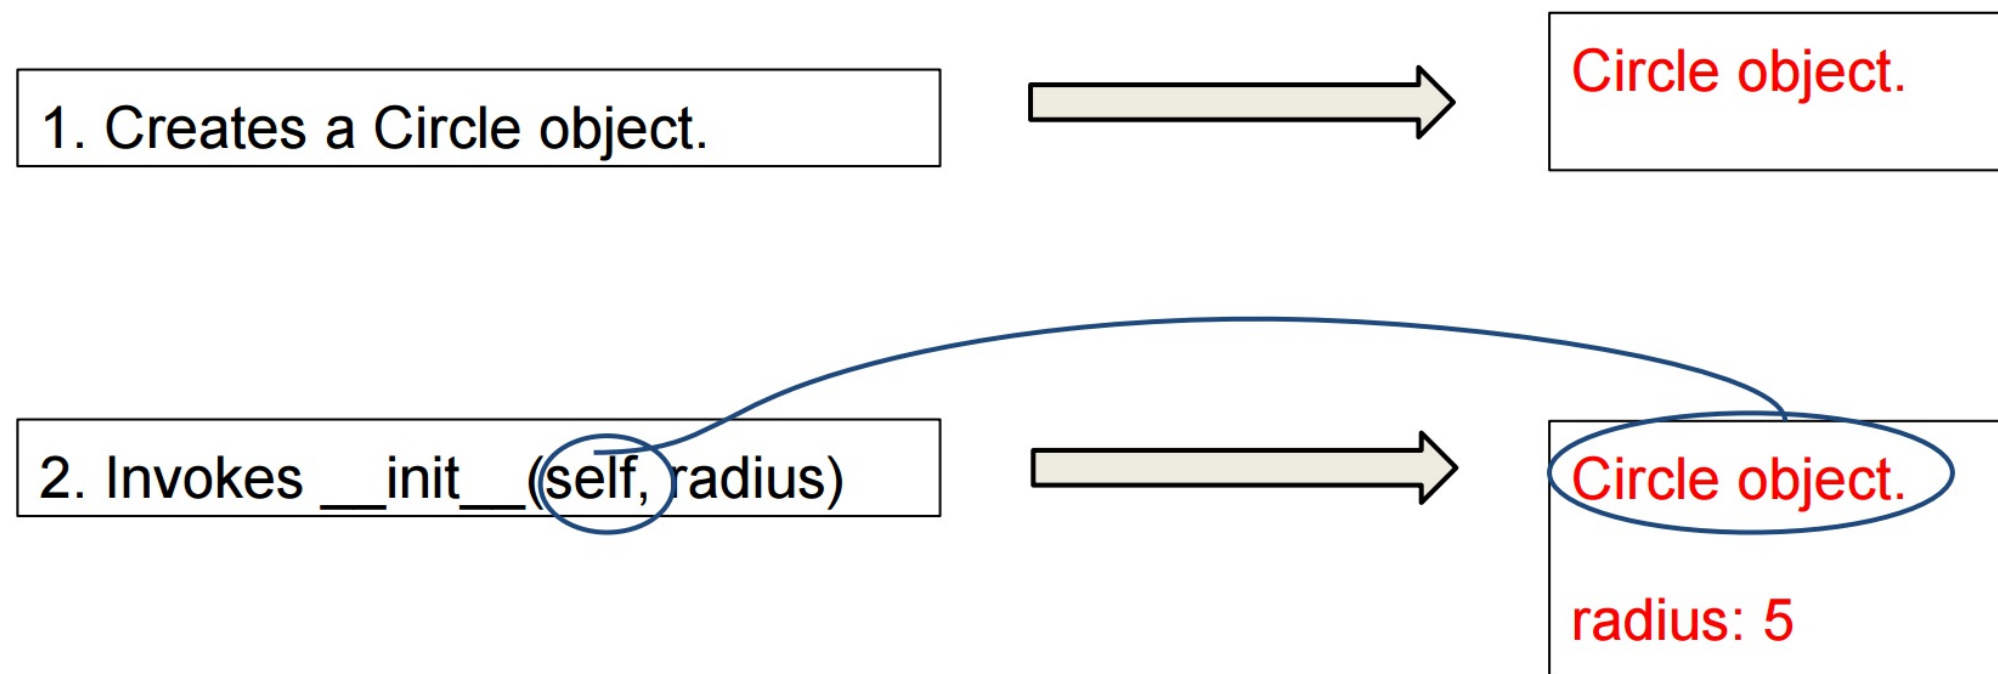 1. Creates a Circle object.
Circle object.
2. Invokes __init__(self, radius)
Circle object.
radius: 5